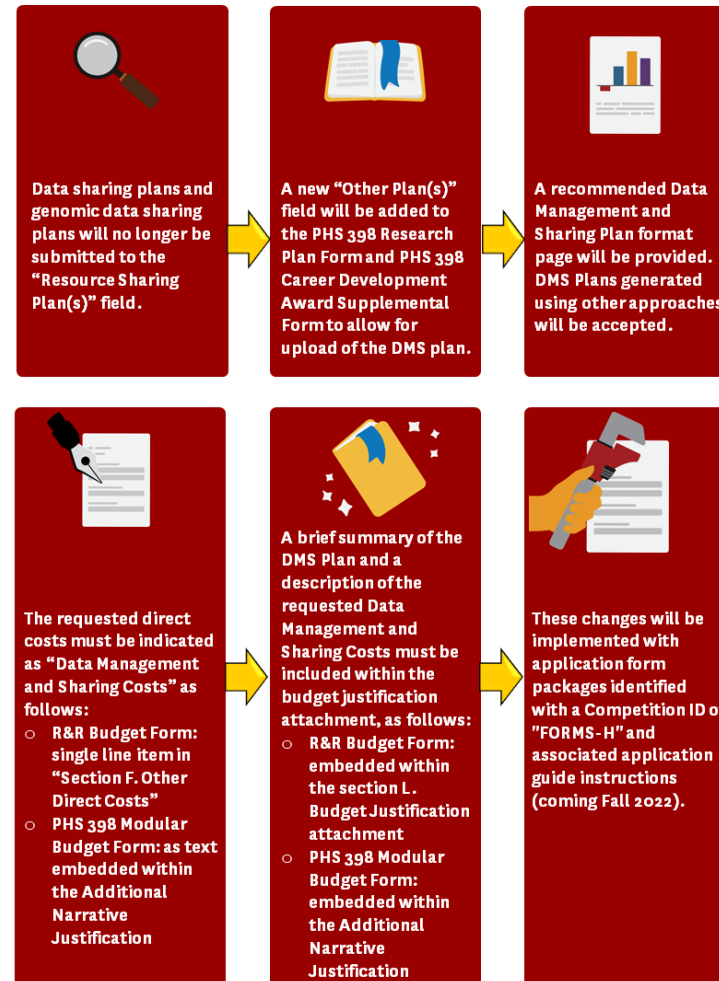 Data sharing plans and
genomic data sharing
plans will no longer be
submitted to the
“Resource Sharing
Plan(s)” field.
A new “Other Plan(s)”
field will be added to
the PHS 398 Research
Plan Form and PHS 398
Career Development
Award Supplemental
Form to allow for
upload of the DMS plan.
A recommended Data
Management and
Sharing Plan format
page will be provided.
DMS Plans generated
using other approaches
will be accepted.
The requested direct
costs must be indicated
as “Data Management
and Sharing Costs” as
follows:
o R&R Budget Form:
single line item in
“Section F. Other
Direct Costs”
o PHS 398 Modular
Budget Form: as text
embedded within
the Additional
Narrative
Justification
A brief summary of the
DMS Plan and a
description of the
requested Data
Management and
Sharing Costs must be
included within the
budget justification
attachment, as follows:
o R&R Budget Form:
embedded within
the section L.
Budget Justification
attachment
o PHS 398 Modular
Budget Form:
embedded within
the Additional
Narrative
Justification
These changes will be
implemented with
application form
packages identified
with a Competition ID
"FORMS-H" and
associated application
guide instructions
(coming Fall 2022).